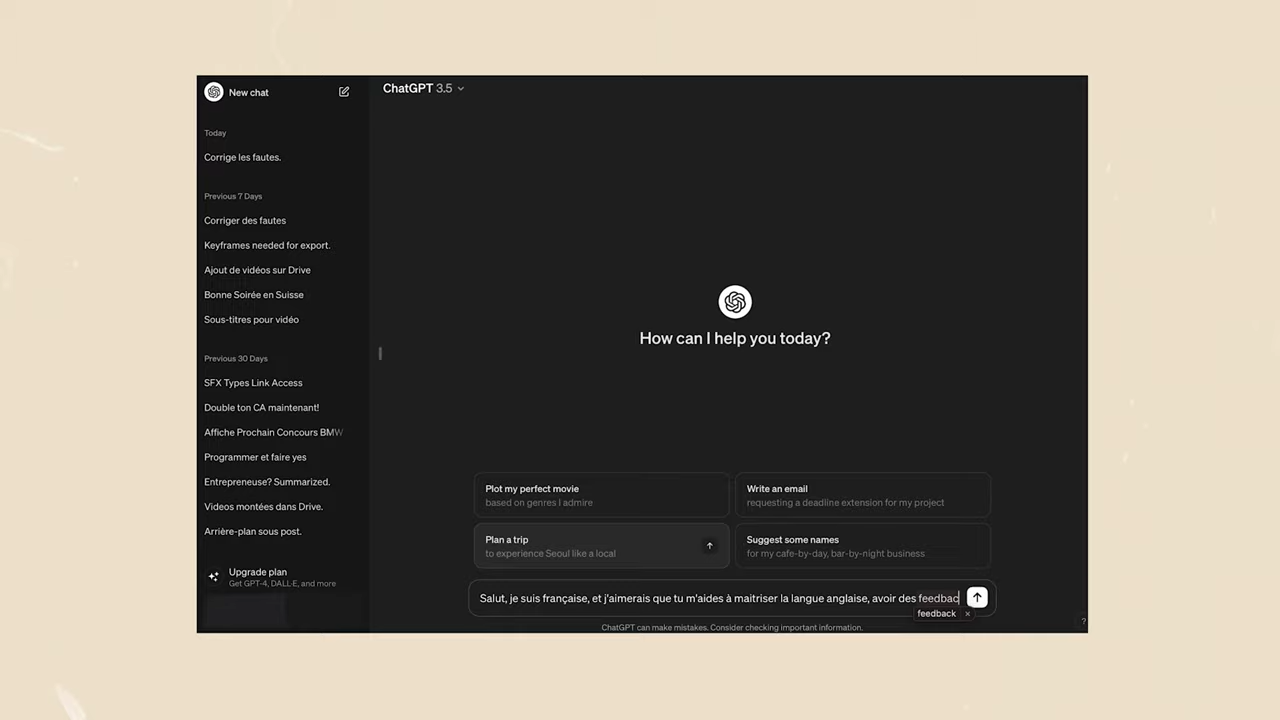 New chat
Today
Corrige les fautes.
Previous 7 Days
Corriger des fautes
Keyframes needed for export.
Ajout de vidéos sur Drive
Bonne Soirée en Suisse
Sous-titres pour vidéo
Previous 30 Days
SFX Types Link Access
Double ton CA maintenant!
Affiche Prochain Concours BMW
Programmer et faire yes
Entrepreneuse? Summarized.
Videos montées dans Drive.
Arrière-plan sous post.
Upgrade plan
Get GPT-4, DALL·E, and more
ChatGPT 3.5
How can I help you today?
Plot my perfect movie
based on genres I admire
Write an email
requesting a deadline extension for my project
Plan a trip
to experience Seoul like a local
Suggest some names
for my cafe-by-day, bar-by-night business
Salut, je suis française, et j'aimerais que tu m'aides à maitriser la langue anglaise, avoir des feedbac
feedback ×
ChatGPT can make mistakes. Consider checking important information.
?